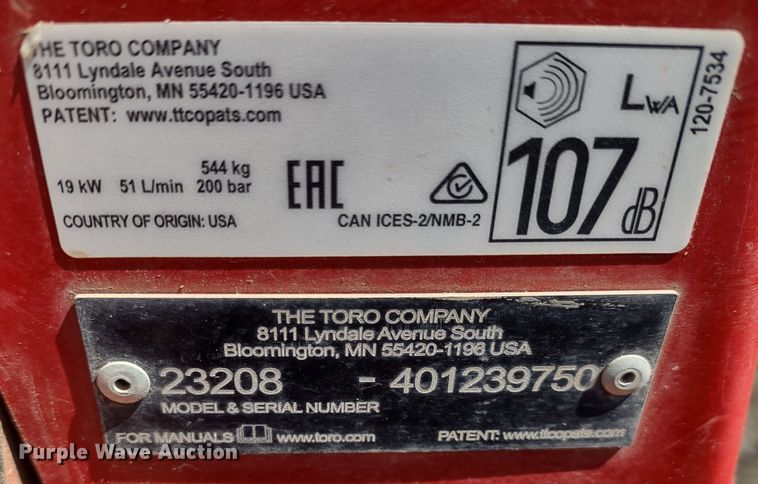 THE TORO COMPANY
8111 Lyndale Avenue South
Bloomington, MN 55420-1196 USA
PATENT: www.ttcopats.com
544 kg
19 kW 51 L/min 200 bar
COUNTRY OF ORIGIN: USA
EAC
CAN ICES-2/NMB-2
LWA
107 dB
120-7534
THE TORO COMPANY
8111 Lyndale Avenue South
Bloomington, MN 55420-1196 USA
23208 - 401239750
MODEL & SERIAL NUMBER
FOR MANUALS www.toro.com PATENT: www.ttcopats.com
Purple Wave Auction